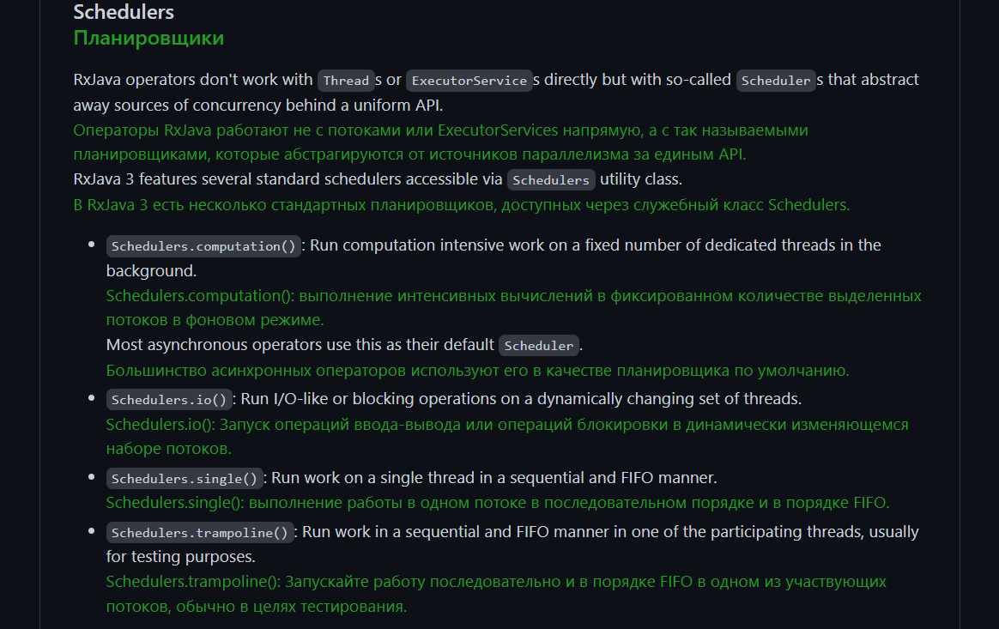 Schedulers
Планировщики
RxJava operators don't work with Threads or ExecutorServices directly but with so-called Schedulers that abstract
away sources of concurrency behind a uniform API.
Операторы RxJava работают не с потоками или ExecutorServices напрямую, а с так называемыми
планировщиками, которые абстрагируются от источников параллелизма за единым API.
RxJava 3 features several standard schedulers accessible via Schedulers utility class.
В RxJava 3 есть несколько стандартных планировщиков, доступных через служебный класс Schedulers.
• Schedulers.computation(): Run computation intensive work on a fixed number of dedicated threads in the
background.
Schedulers.computation(): выполнение интенсивных вычислений в фиксированном количестве выделенных
потоков в фоновом режиме.
Most asynchronous operators use this as their default Scheduler.
Большинство асинхронных операторов используют его в качестве планировщика по умолчанию.
• Schedulers.io(): Run I/O-like or blocking operations on a dynamically changing set of threads.
Schedulers.io(): Запуск операций ввода-вывода или операций блокировки в динамически изменяющемся
наборе потоков.
• Schedulers.single(): Run work on a single thread in a sequential and FIFO manner.
Schedulers.single(): выполнение работы в одном потоке в последовательном порядке и в порядке FIFO.
• Schedulers.trampoline(): Run work in a sequential and FIFO manner in one of the participating threads, usually
for testing purposes.
Schedulers.trampoline(): Запускайте работу последовательно и в порядке FIFO в одном из участвующих
потоков, обычно в целях тестирования.